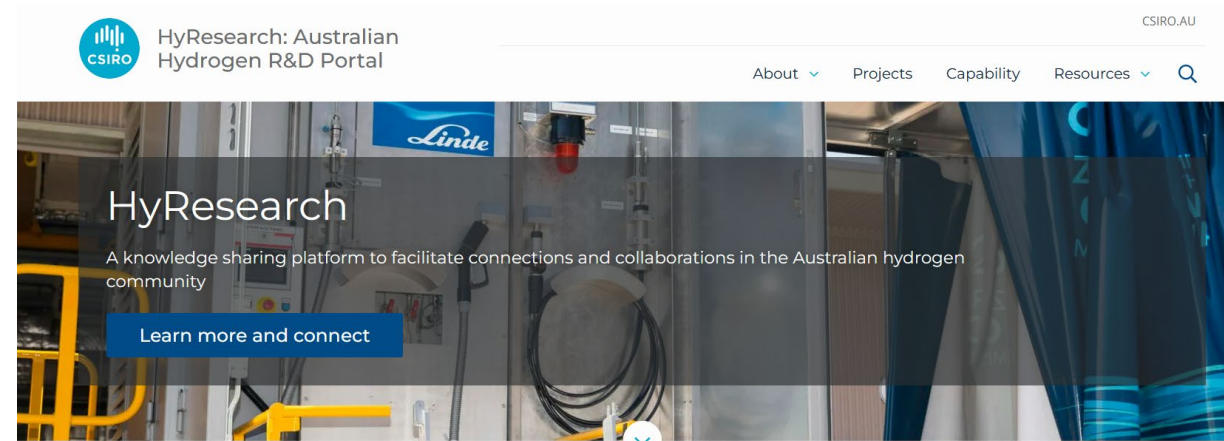 CSIRO.AU
CSIRO
HyResearch: Australian
Hydrogen R&D Portal
About
Projects
Capability
Resources
Linde
HyResearch
A knowledge sharing platform to facilitate connections and collaborations in the Australian hydrogen
community
Learn more and connect